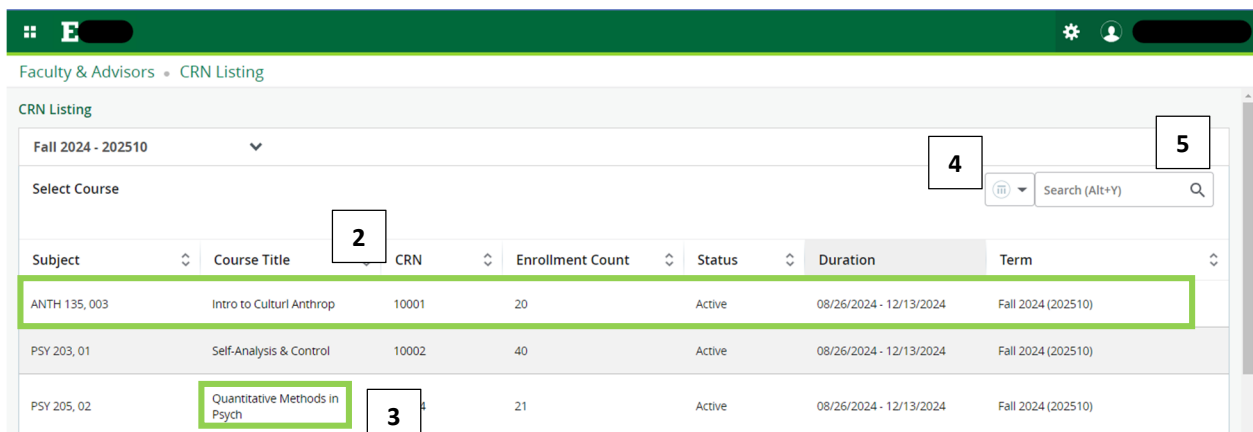 E
Faculty & Advisors • CRN Listing
CRN Listing
Fall 2024 - 202510
5
4
Select Course
Search (Alt+Y)
2
Subject Course Title CRN Enrollment Count Status Duration Term
ANTH 135, 003 Intro to Culturl Anthrop 10001 20 Active 08/26/2024 - 12/13/2024 Fall 2024 (202510)
PSY 203, 01 Self-Analysis & Control 10002 40 Active 08/26/2024 - 12/13/2024 Fall 2024 (202510)
PSY 205, 02 Quantitative Methods in 4 21 Active 08/26/2024 - 12/13/2024 Fall 2024 (202510)
Psych
3